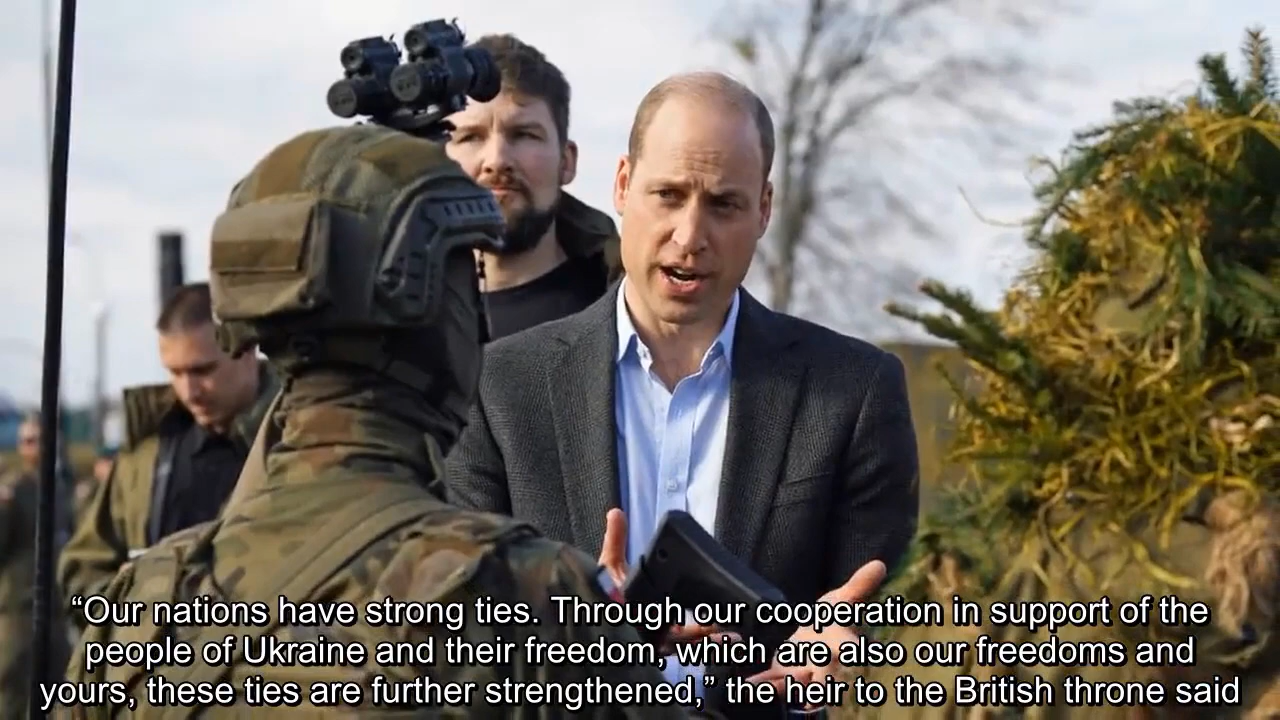 “Our nations have strong ties. Through our cooperation in support of the
people of Ukraine and their freedom, which are also our freedoms and
yours, these ties are further strengthened,” the heir to the British throne said